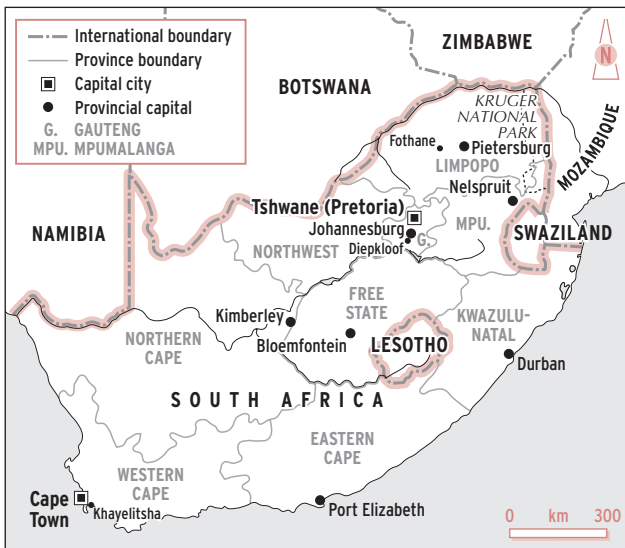 International boundary
Province boundary
Capital city
Provincial capital
G. GAUTENG
MPU. MPUMALANGA
ZIMBABWE
N
BOTSWANA
KRUGER
NATIONAL
PARK
MOZAMBIQUE
Fothane
Pietersburg
LIMPOPO
Nelspruit
Tshwane (Pretoria)
Johannesburg
Diepkloof
G.
MPU.
SWAZILAND
NAMIBIA
NORTHWEST
FREE
STATE
KWAZULU-
NATAL
Kimberley
NORTHERN
CAPE
Bloemfontein
LESOTHO
Durban
SOUTH AFRICA
EASTERN
CAPE
WESTERN
CAPE
Cape
Town
Khayelitsha
Port Elizabeth
0 km 300